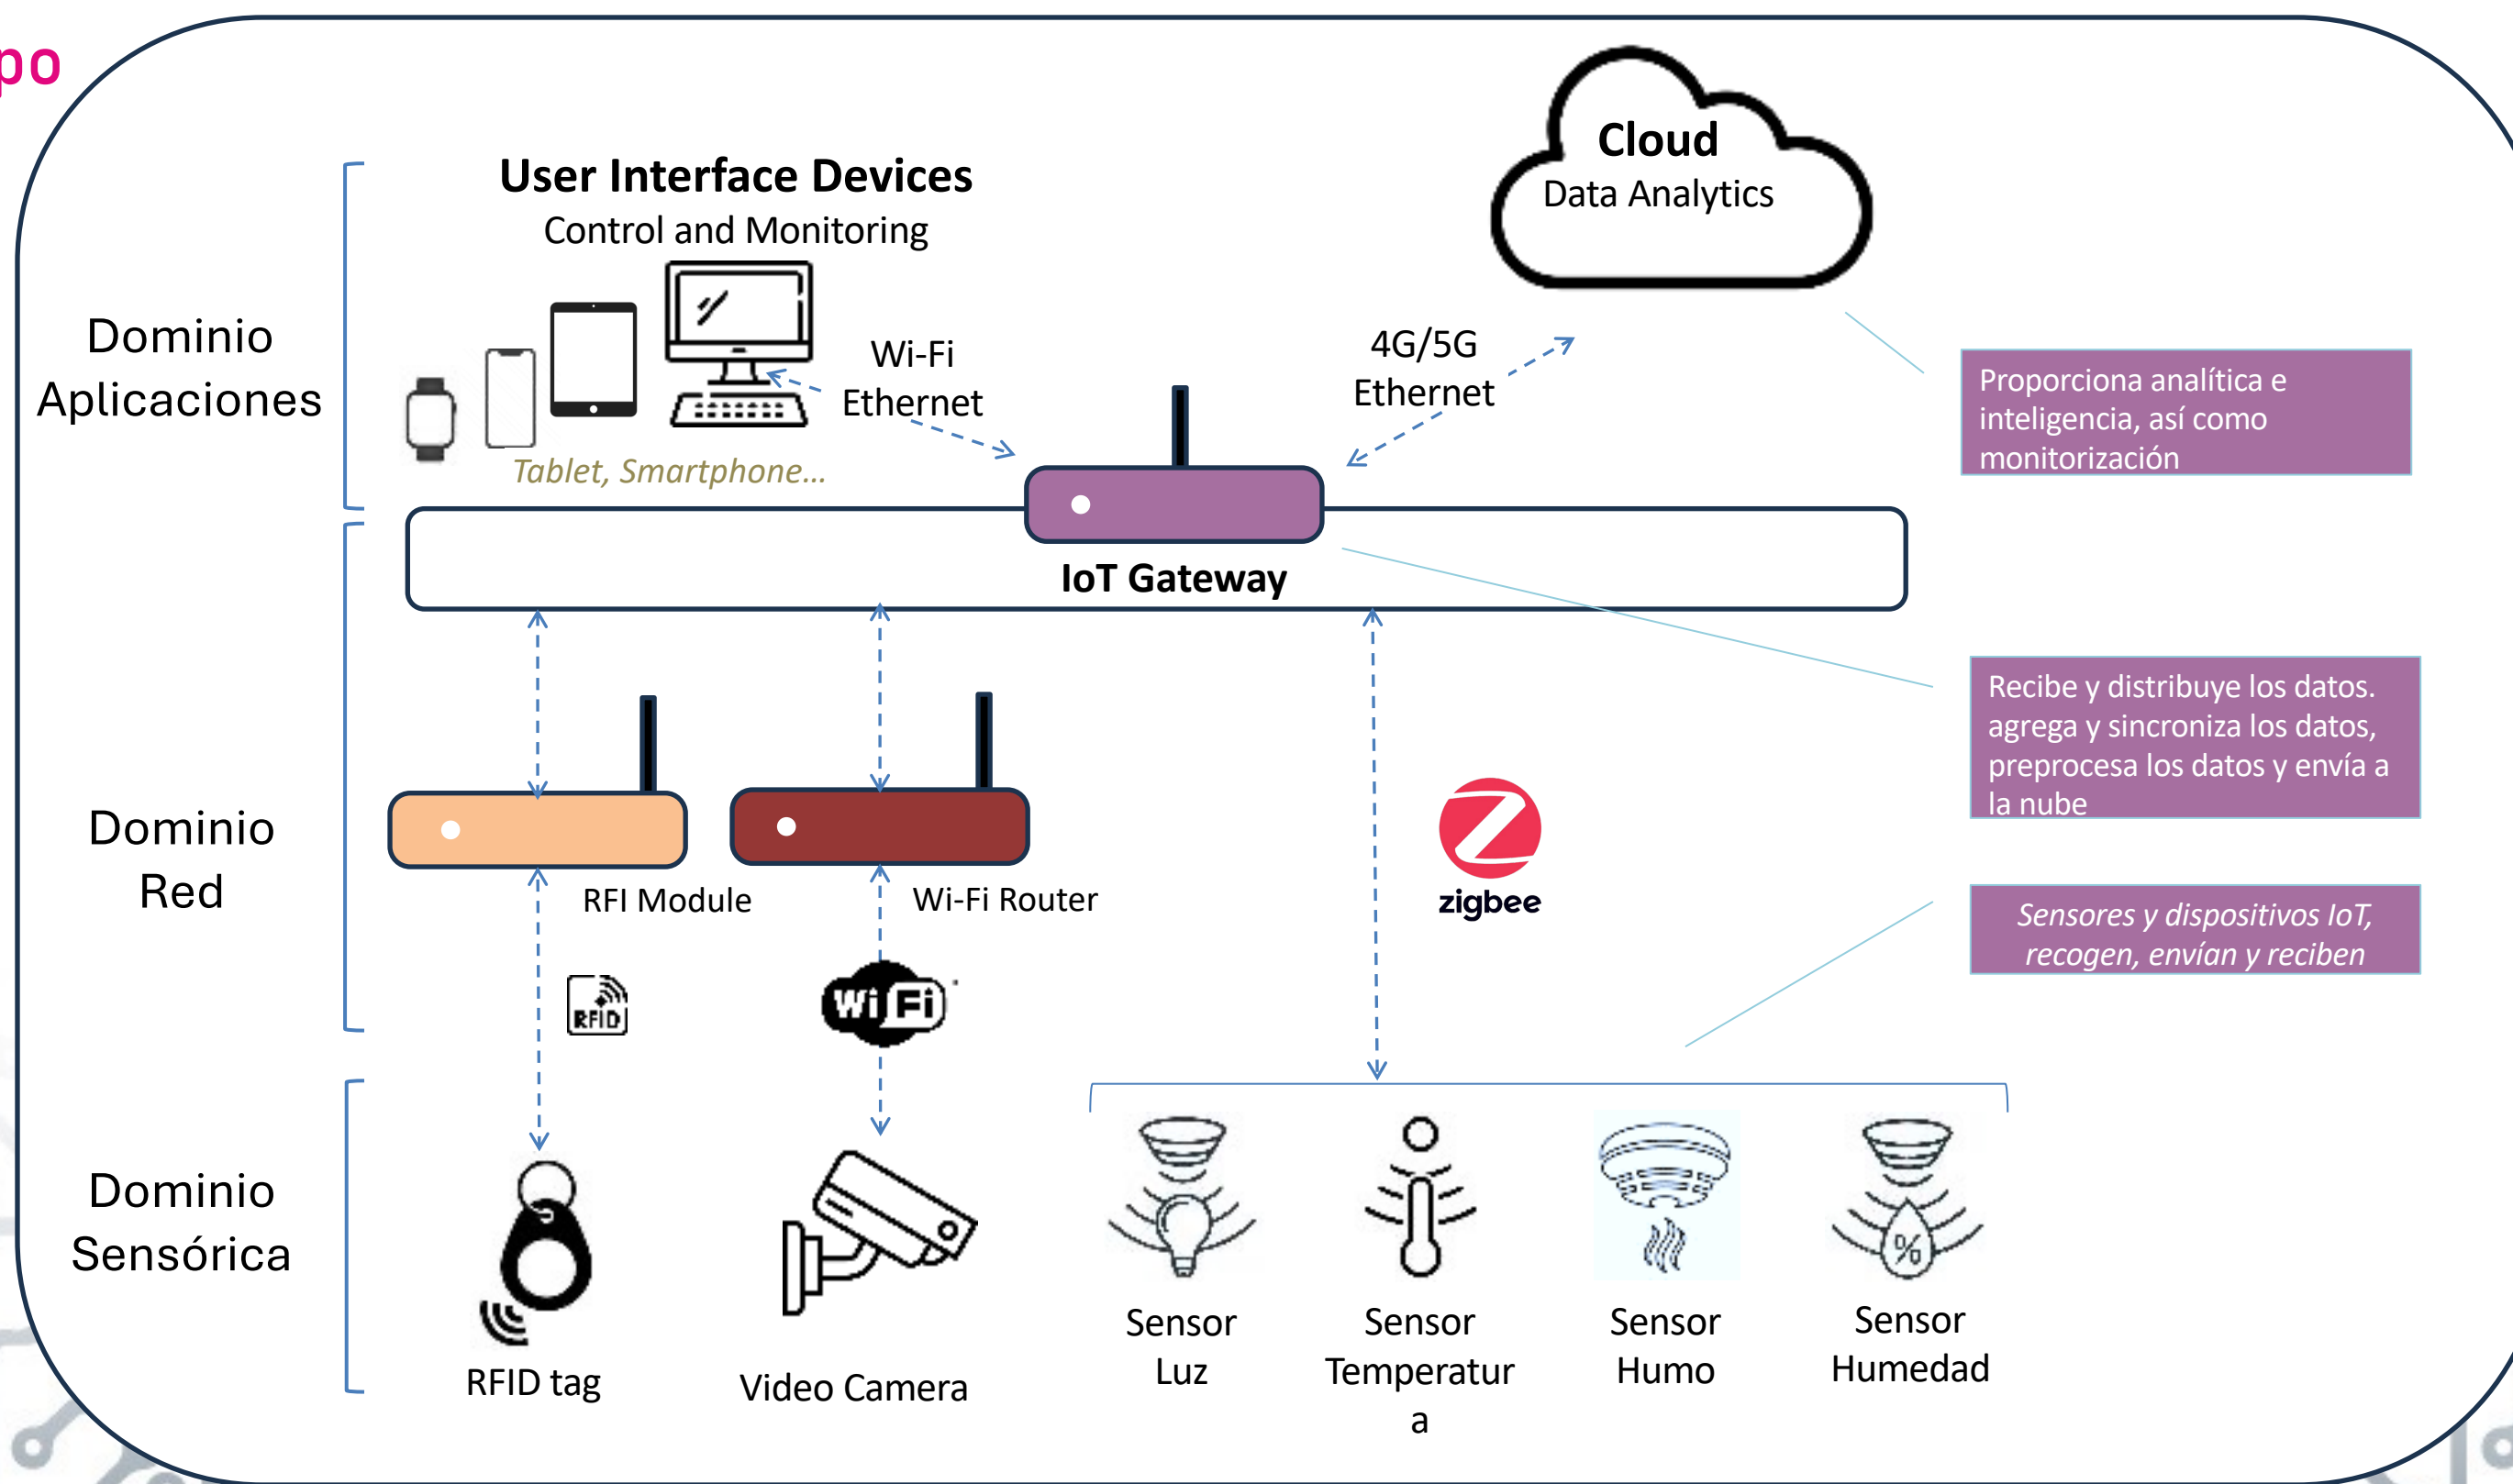 po
User Interface Devices
Control and Monitoring
Cloud
Data Analytics
Dominio
Aplicaciones
Wi-Fi
Ethernet
4G/5G
Ethernet
Tablet, Smartphone...
Proporciona analítica e
inteligencia, así como
monitorización
IoT Gateway
Recibe y distribuye los datos.
agrega y sincroniza los datos,
preprocesa los datos y envía a
la nube
Dominio
Red
RFI Module
Wi-Fi Router
zigbee
Sensores y dispositivos IoT,
recogen, envían y reciben
RFID
Wi Fi
Dominio
Sensórica
%
RFID tag
Video Camera
Sensor
Luz
Sensor
Temperatur
a
Sensor
Humo
Sensor
Humedad